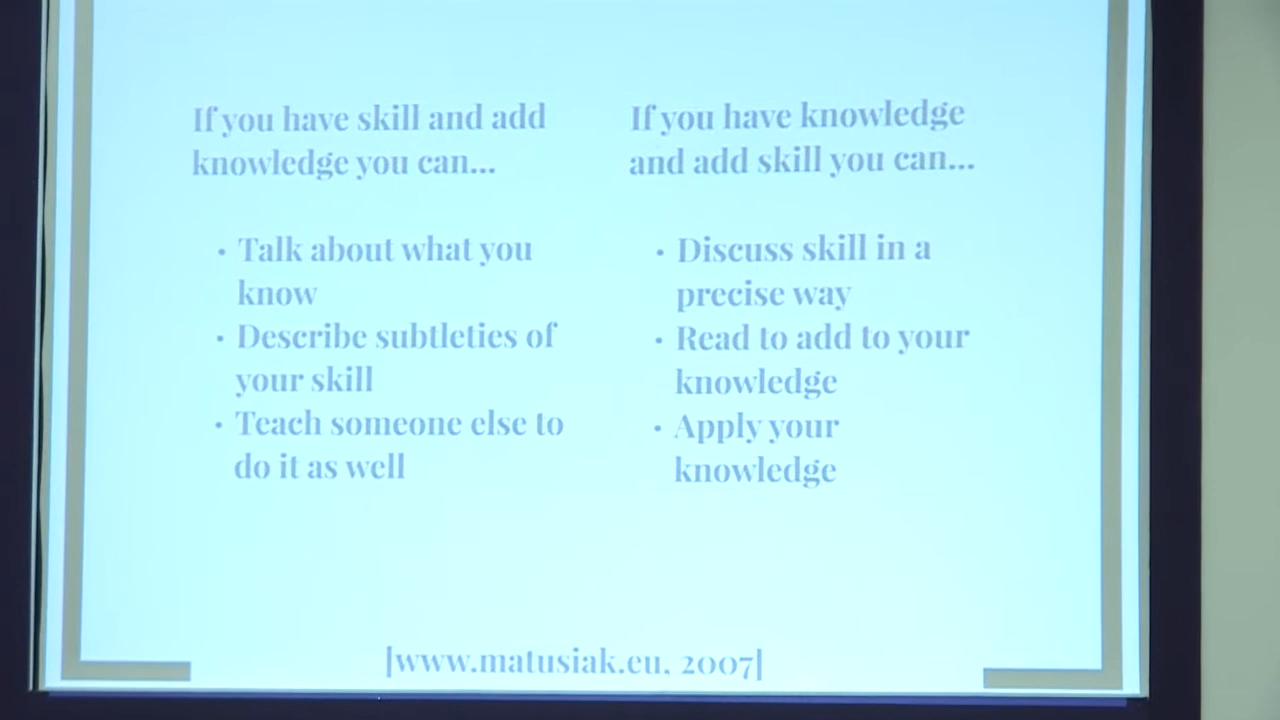 If you have skill and add
knowledge you can...
• Talk about what you
know
• Describe subtleties of
your skill
• Teach someone else to
do it as well
If you have knowledge
and add skill you can...
• Discuss skill in a
precise way
• Read to add to your
knowledge
• Apply your
knowledge
[www.matusiak.eu, 2007]